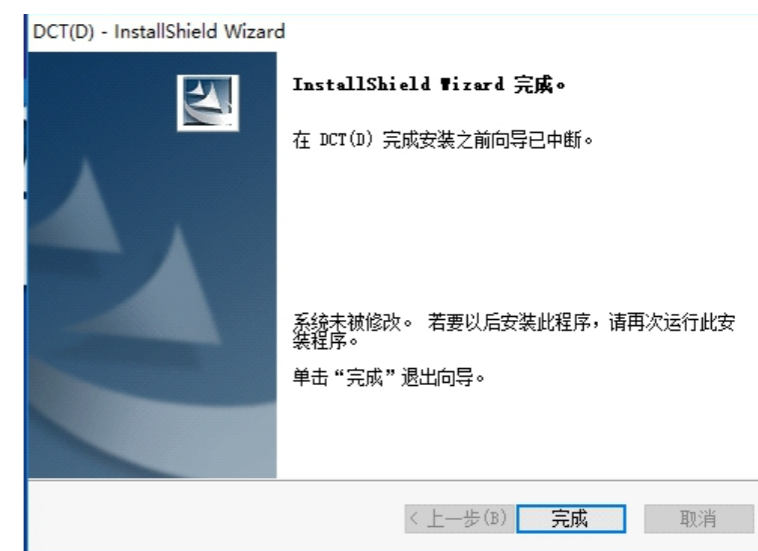 DCT(D) - InstallShield Wizard
InstallShield Wizard 完成。
在 DCT(D) 完成安装之前向导已中断。
系统未被修改。 若要以后安装此程序，请再次运行此安
装程序。
单击“完成”退出向导。
< 上一步(B)
完成
取消